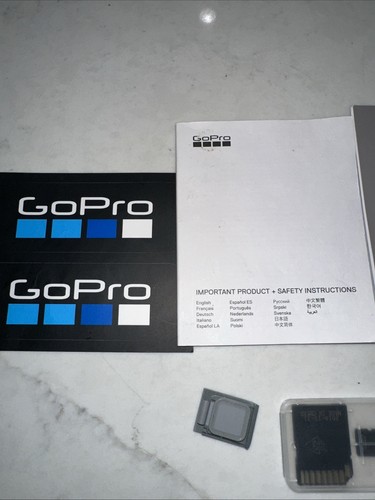 GoPro
GoPro
GoPro
IMPORTANT PRODUCT + SAFETY INSTRUCTIONS
English Español ES Русский 中文繁體
Français Português Srpski 한국어
Deutsch Nederlands Svenska العربية
Italiano Suomi 日本語
Español LA Polski 中文简体